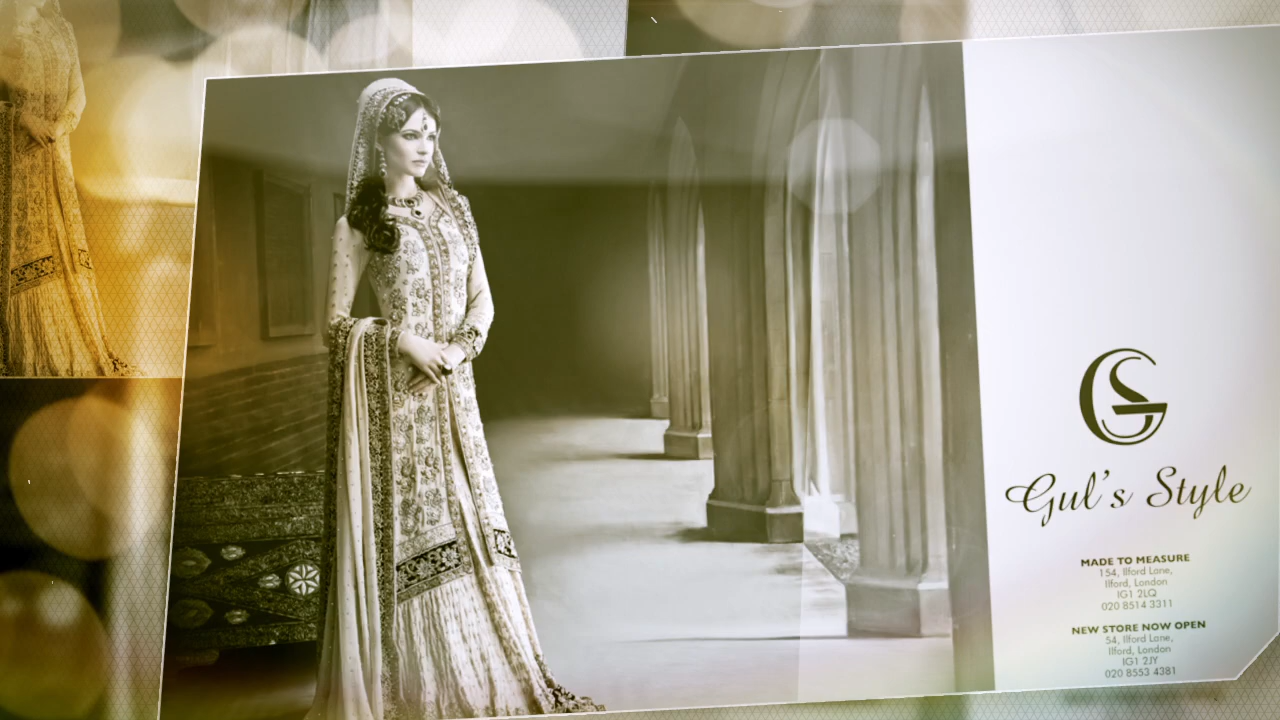 GS
Gul's Style
MADE TO MEASURE
154, Ilford Lane,
Ilford, London
IG1 2LQ
020 8514 3311
NEW STORE NOW OPEN
54, Ilford Lane,
Ilford, London
IG1 2JY
020 8553 4381